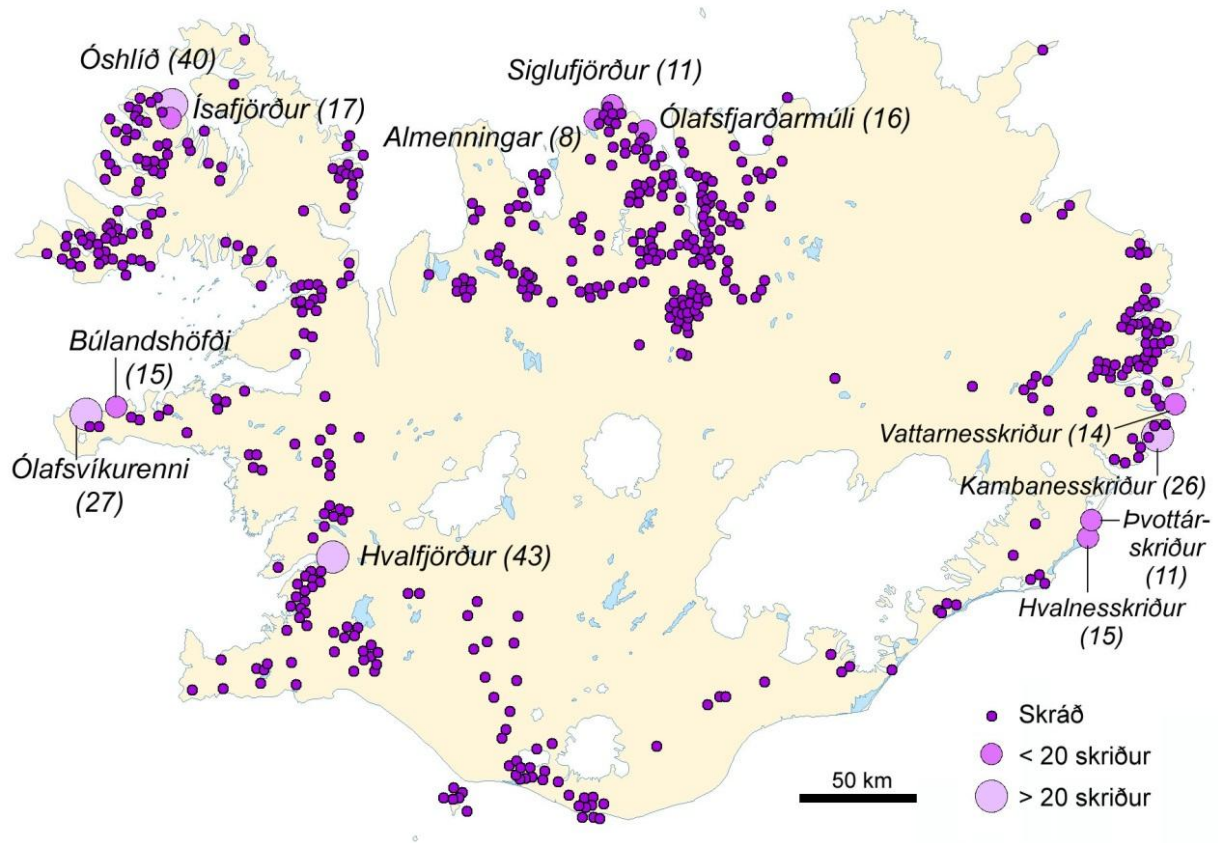 Óshlíð (40)
Ísafjörður (17)
Siglufjörður (11)
Ólafsfjarðarmúli (16)
Almenningar (8)
Búlandshöfði
(15)
Ólafsvíkurenni
(27)
Hvalfjörður (43)
Vattarnesskriður (14)
Kambanesskriður (26)
Þvottár-
skriður
(11)
Hvalnesskriður
(15)
Skráð
< 20 skriður
> 20 skriður
50 km